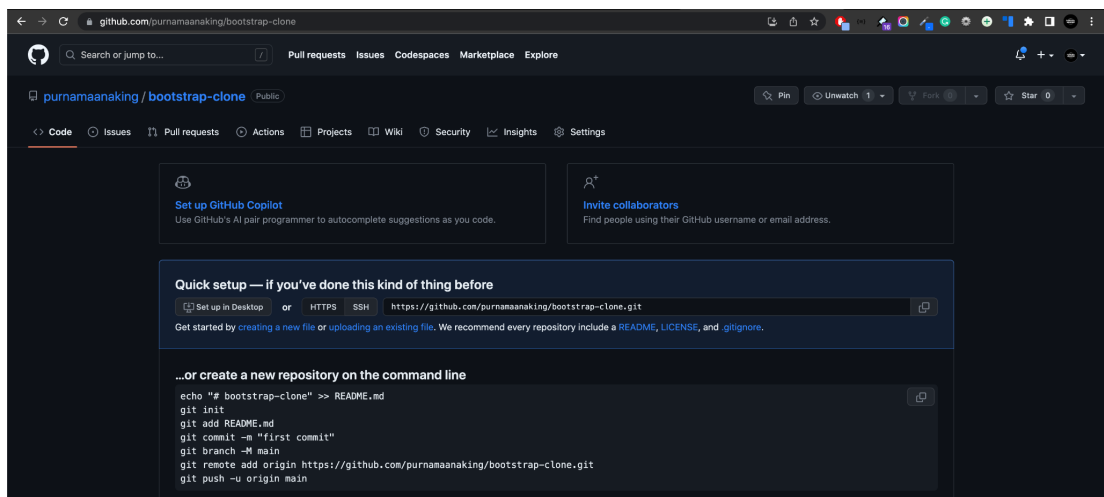 github.com/purnamaanaking/bootstrap-clone
16
Search or jump to... / Pull requests Issues Codespaces Marketplace Explore
purnamaanaking / bootstrap-clone Public Pin Unwatch 1 Fork 0 Star 0
Code Issues Pull requests Actions Projects Wiki Security Insights Settings
Set up GitHub Copilot
Use GitHub's AI pair programmer to autocomplete suggestions as you code.
Invite collaborators
Find people using their GitHub username or email address.
Quick setup — if you've done this kind of thing before
Set up in Desktop or HTTPS SSH https://github.com/purnamaanaking/bootstrap-clone.git
Get started by creating a new file or uploading an existing file. We recommend every repository include a README, LICENSE, and .gitignore.
...or create a new repository on the command line
echo "# bootstrap-clone" >> README.md
git init
git add README.md
git commit -m "first commit"
git branch -M main
git remote add origin https://github.com/purnamaanaking/bootstrap-clone.git
git push -u origin main